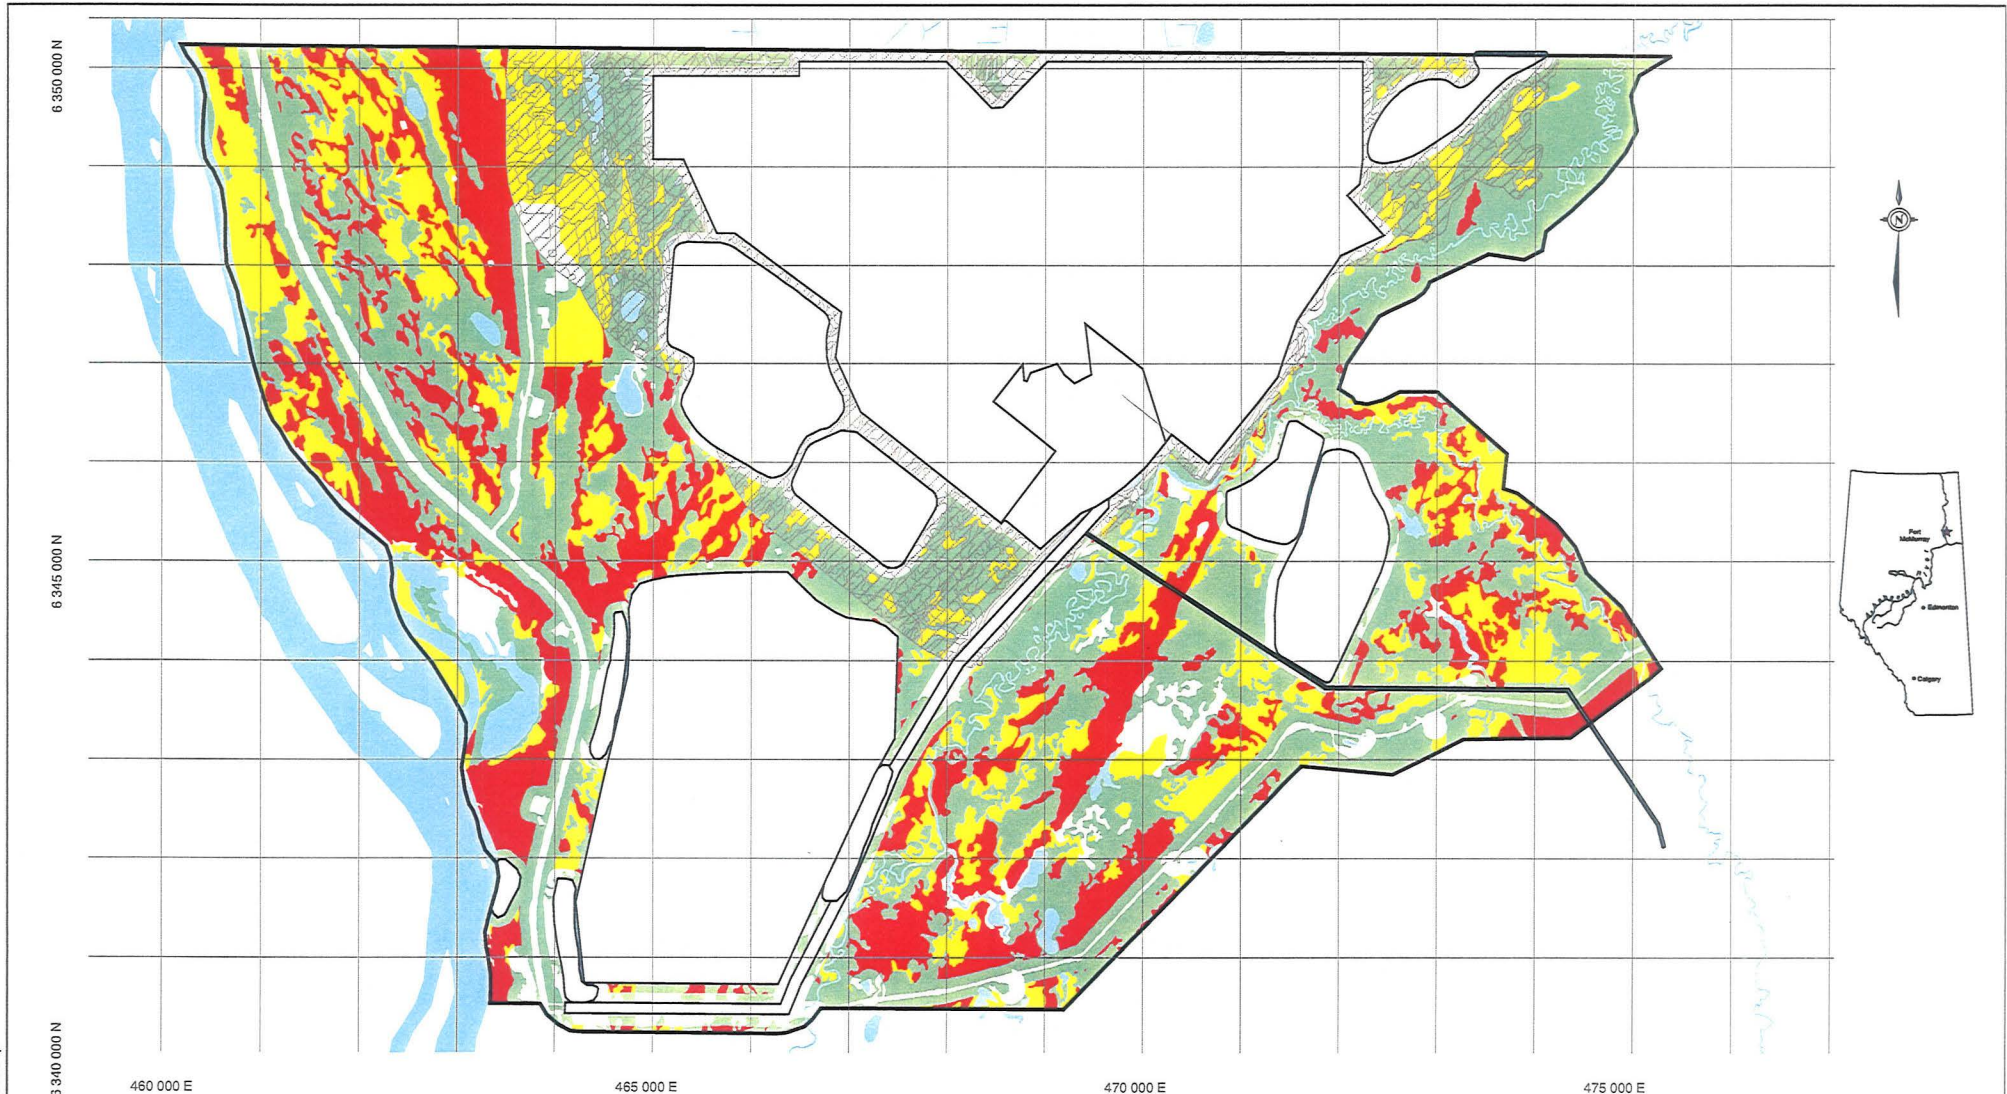 6 350 000 N
6 345 000 N
6 340 000 N
460 000 E
465 000 E
470 000 E
475 000 E
N
Fort
McMurray
Edmonton
Calgary